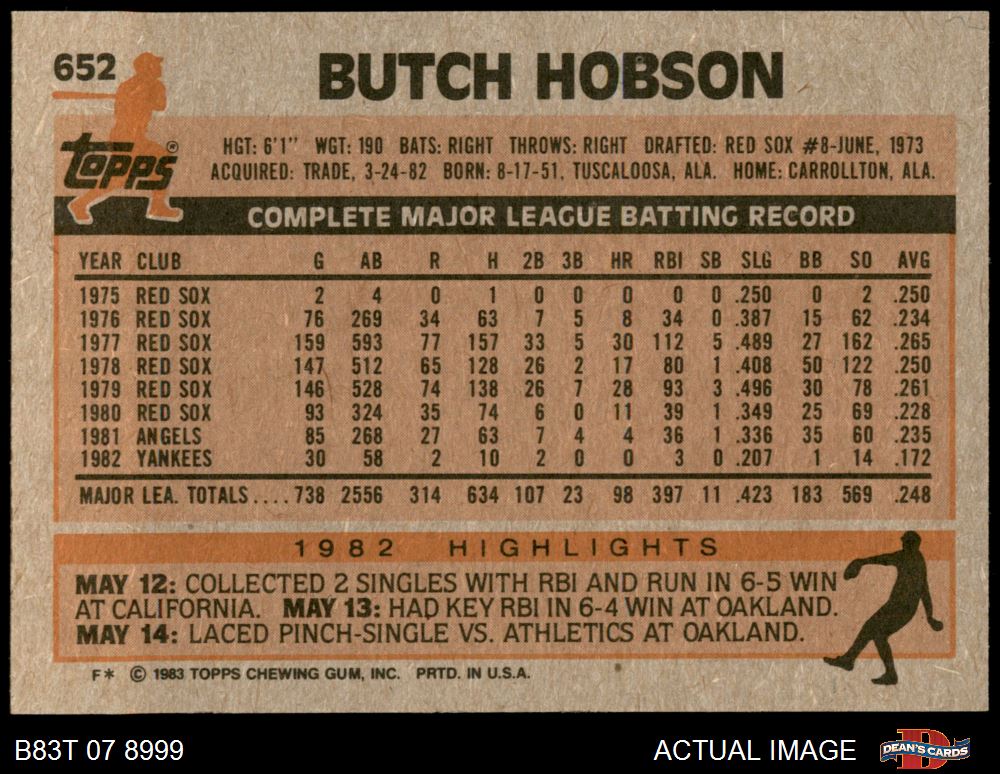 652
BUTCH HOBSON
topps®
HGT: 6'1" WGT: 190 BATS: RIGHT THROWS: RIGHT DRAFTED: RED SOX #8-JUNE, 1973
ACQUIRED: TRADE, 3-24-82 BORN: 8-17-51, TUSCALOOSA, ALA. HOME: CARROLLTON, ALA.
COMPLETE MAJOR LEAGUE BATTING RECORD
YEAR CLUB G AB R H 2B 3B HR RBI SB SLG BB SO AVG
1975 RED SOX 2 4 0 1 0 0 0 0 0 .250 0 2 .250
1976 RED SOX 76 269 34 63 7 5 8 34 0 .387 15 62 .234
1977 RED SOX 159 593 77 157 33 5 30 112 5 .489 27 162 .265
1978 RED SOX 147 512 65 128 26 2 17 80 1 .408 50 122 .250
1979 RED SOX 146 528 74 138 26 7 28 93 3 .496 30 78 .261
1980 RED SOX 93 324 35 74 6 0 11 39 1 .349 25 69 .228
1981 ANGELS 85 268 27 63 7 4 4 36 1 .336 35 60 .235
1982 YANKEES 30 58 2 10 2 0 0 3 0 .207 1 14 .172
MAJOR LEA. TOTALS....738 2556 314 634 107 23 98 397 11 .423 183 569 .248
1982 HIGHLIGHTS
MAY 12: COLLECTED 2 SINGLES WITH RBI AND RUN IN 6-5 WIN
AT CALIFORNIA. MAY 13: HAD KEY RBI IN 6-4 WIN AT OAKLAND.
MAY 14: LACED PINCH-SINGLE VS. ATHLETICS AT OAKLAND.
F* © 1983 TOPPS CHEWING GUM, INC. PRTD. IN U.S.A.
B83T 07 8999
ACTUAL IMAGE
DEAN'S CARDS